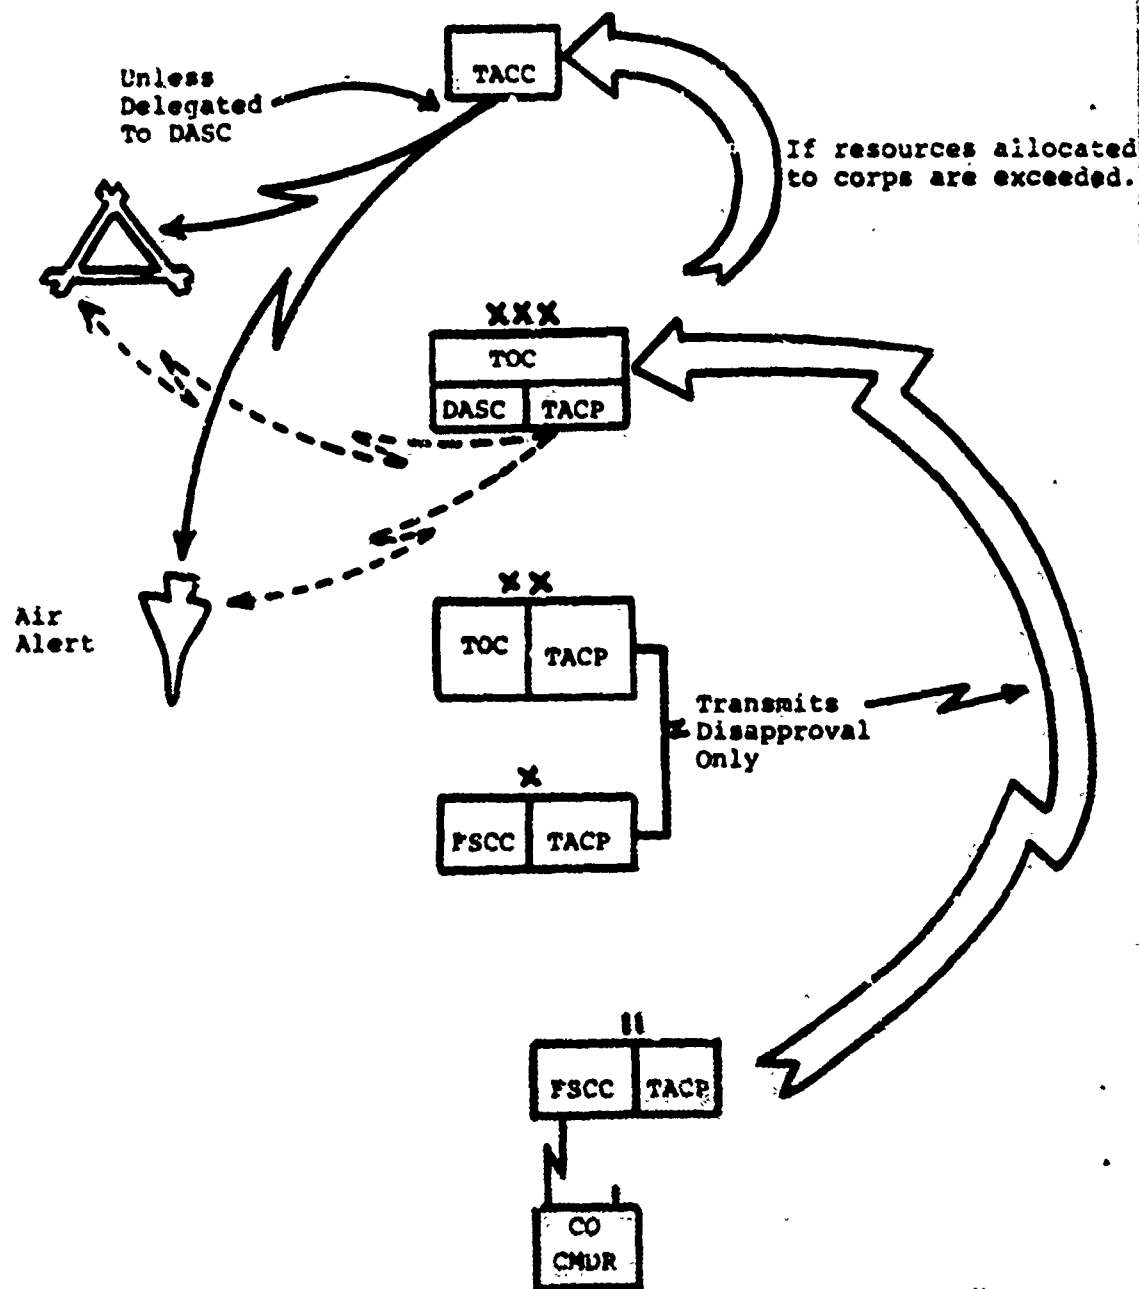 TACC
Unless
Delegated
To DASC
If resources allocated
to corps are exceeded.
XXX
TOC
DASC TACP
Air
Alert
XX
TOC TACP
Transmits
Disapproval
Only
X
FSCC TACP
II
FSCC TACP
I
CO
CMDR